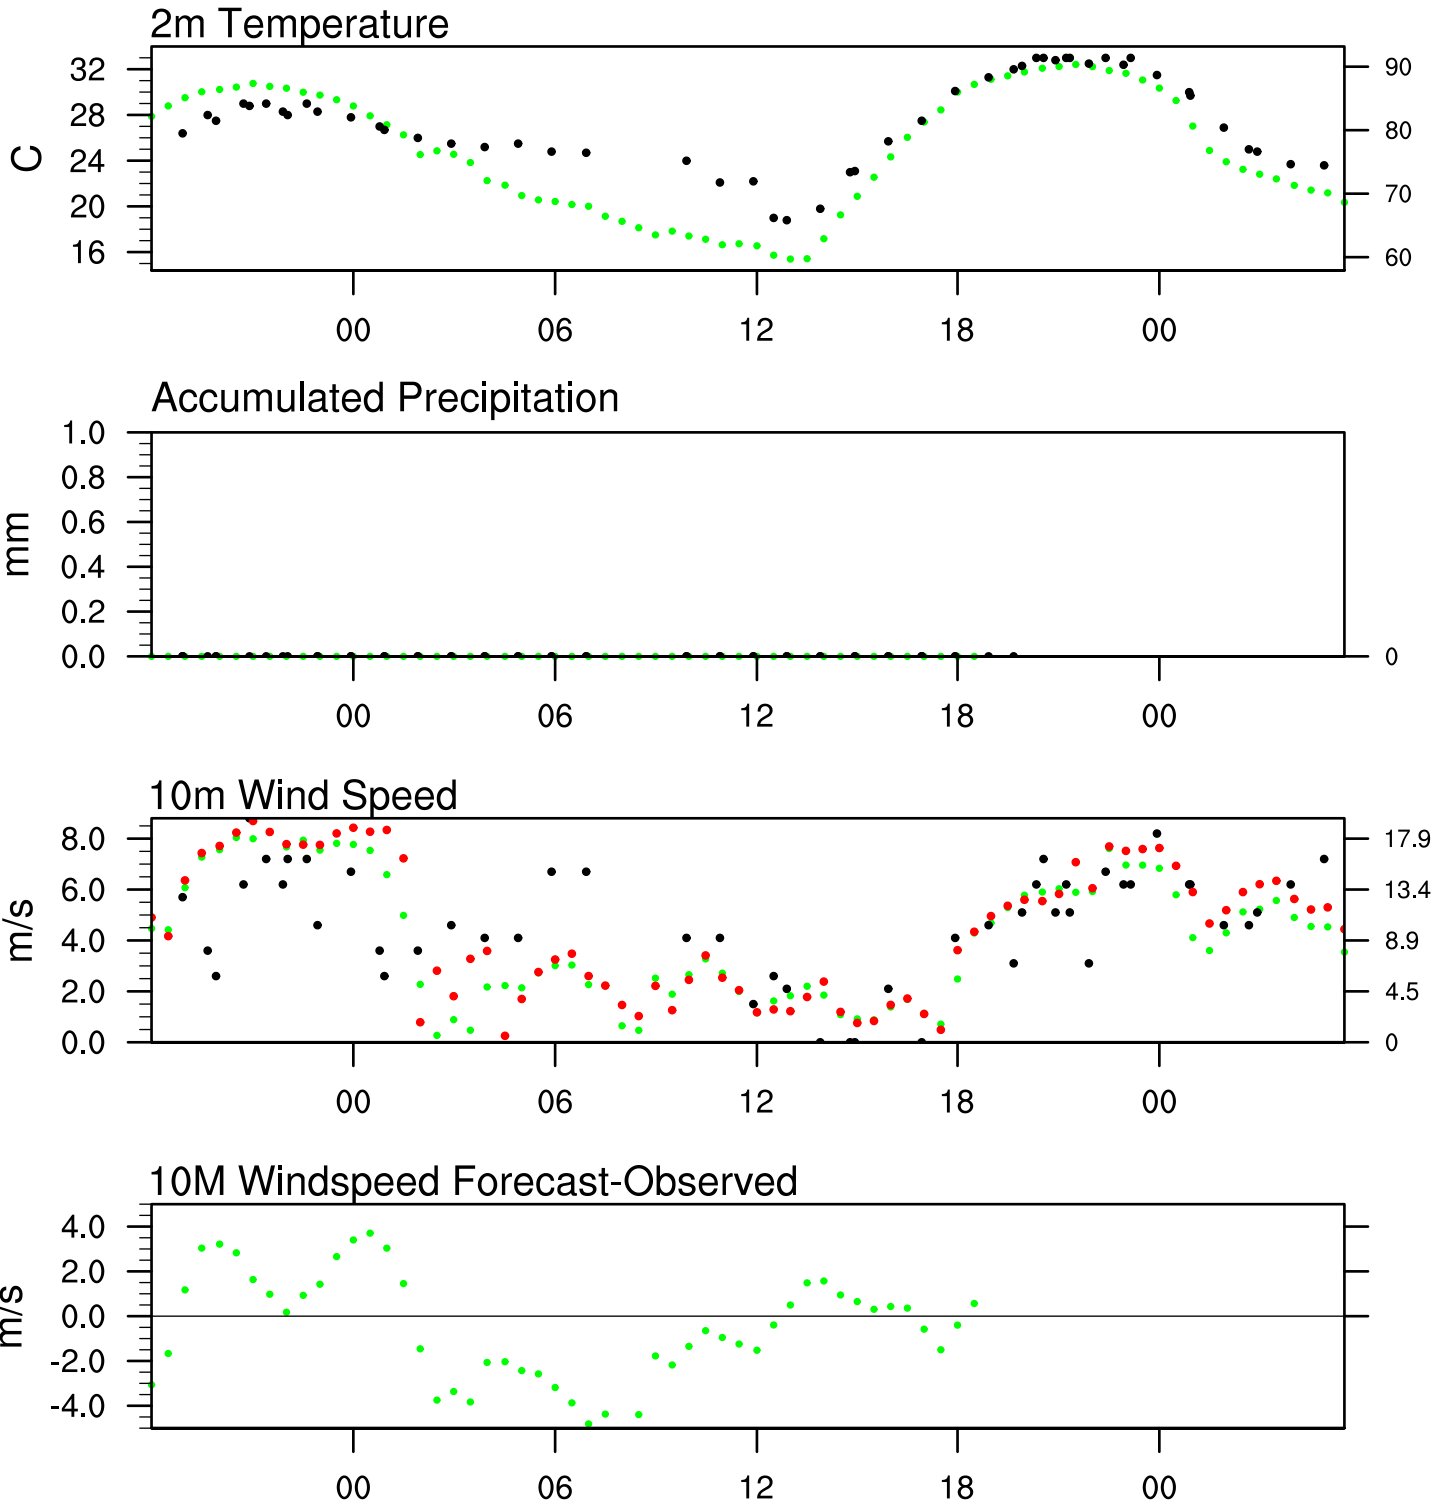 2m Temperature
32
28
24
20
16
C
90
80
70
60
00 06 12 18 00
Accumulated Precipitation
1.0
0.8
0.6
0.4
0.2
0.0
mm
0
00 06 12 18 00
10m Wind Speed
8.0
6.0
4.0
2.0
0.0
m/s
17.9
13.4
8.9
4.5
0
00 06 12 18 00
10M Windspeed Forecast-Observed
4.0
2.0
0.0
-2.0
-4.0
m/s
00 06 12 18 00